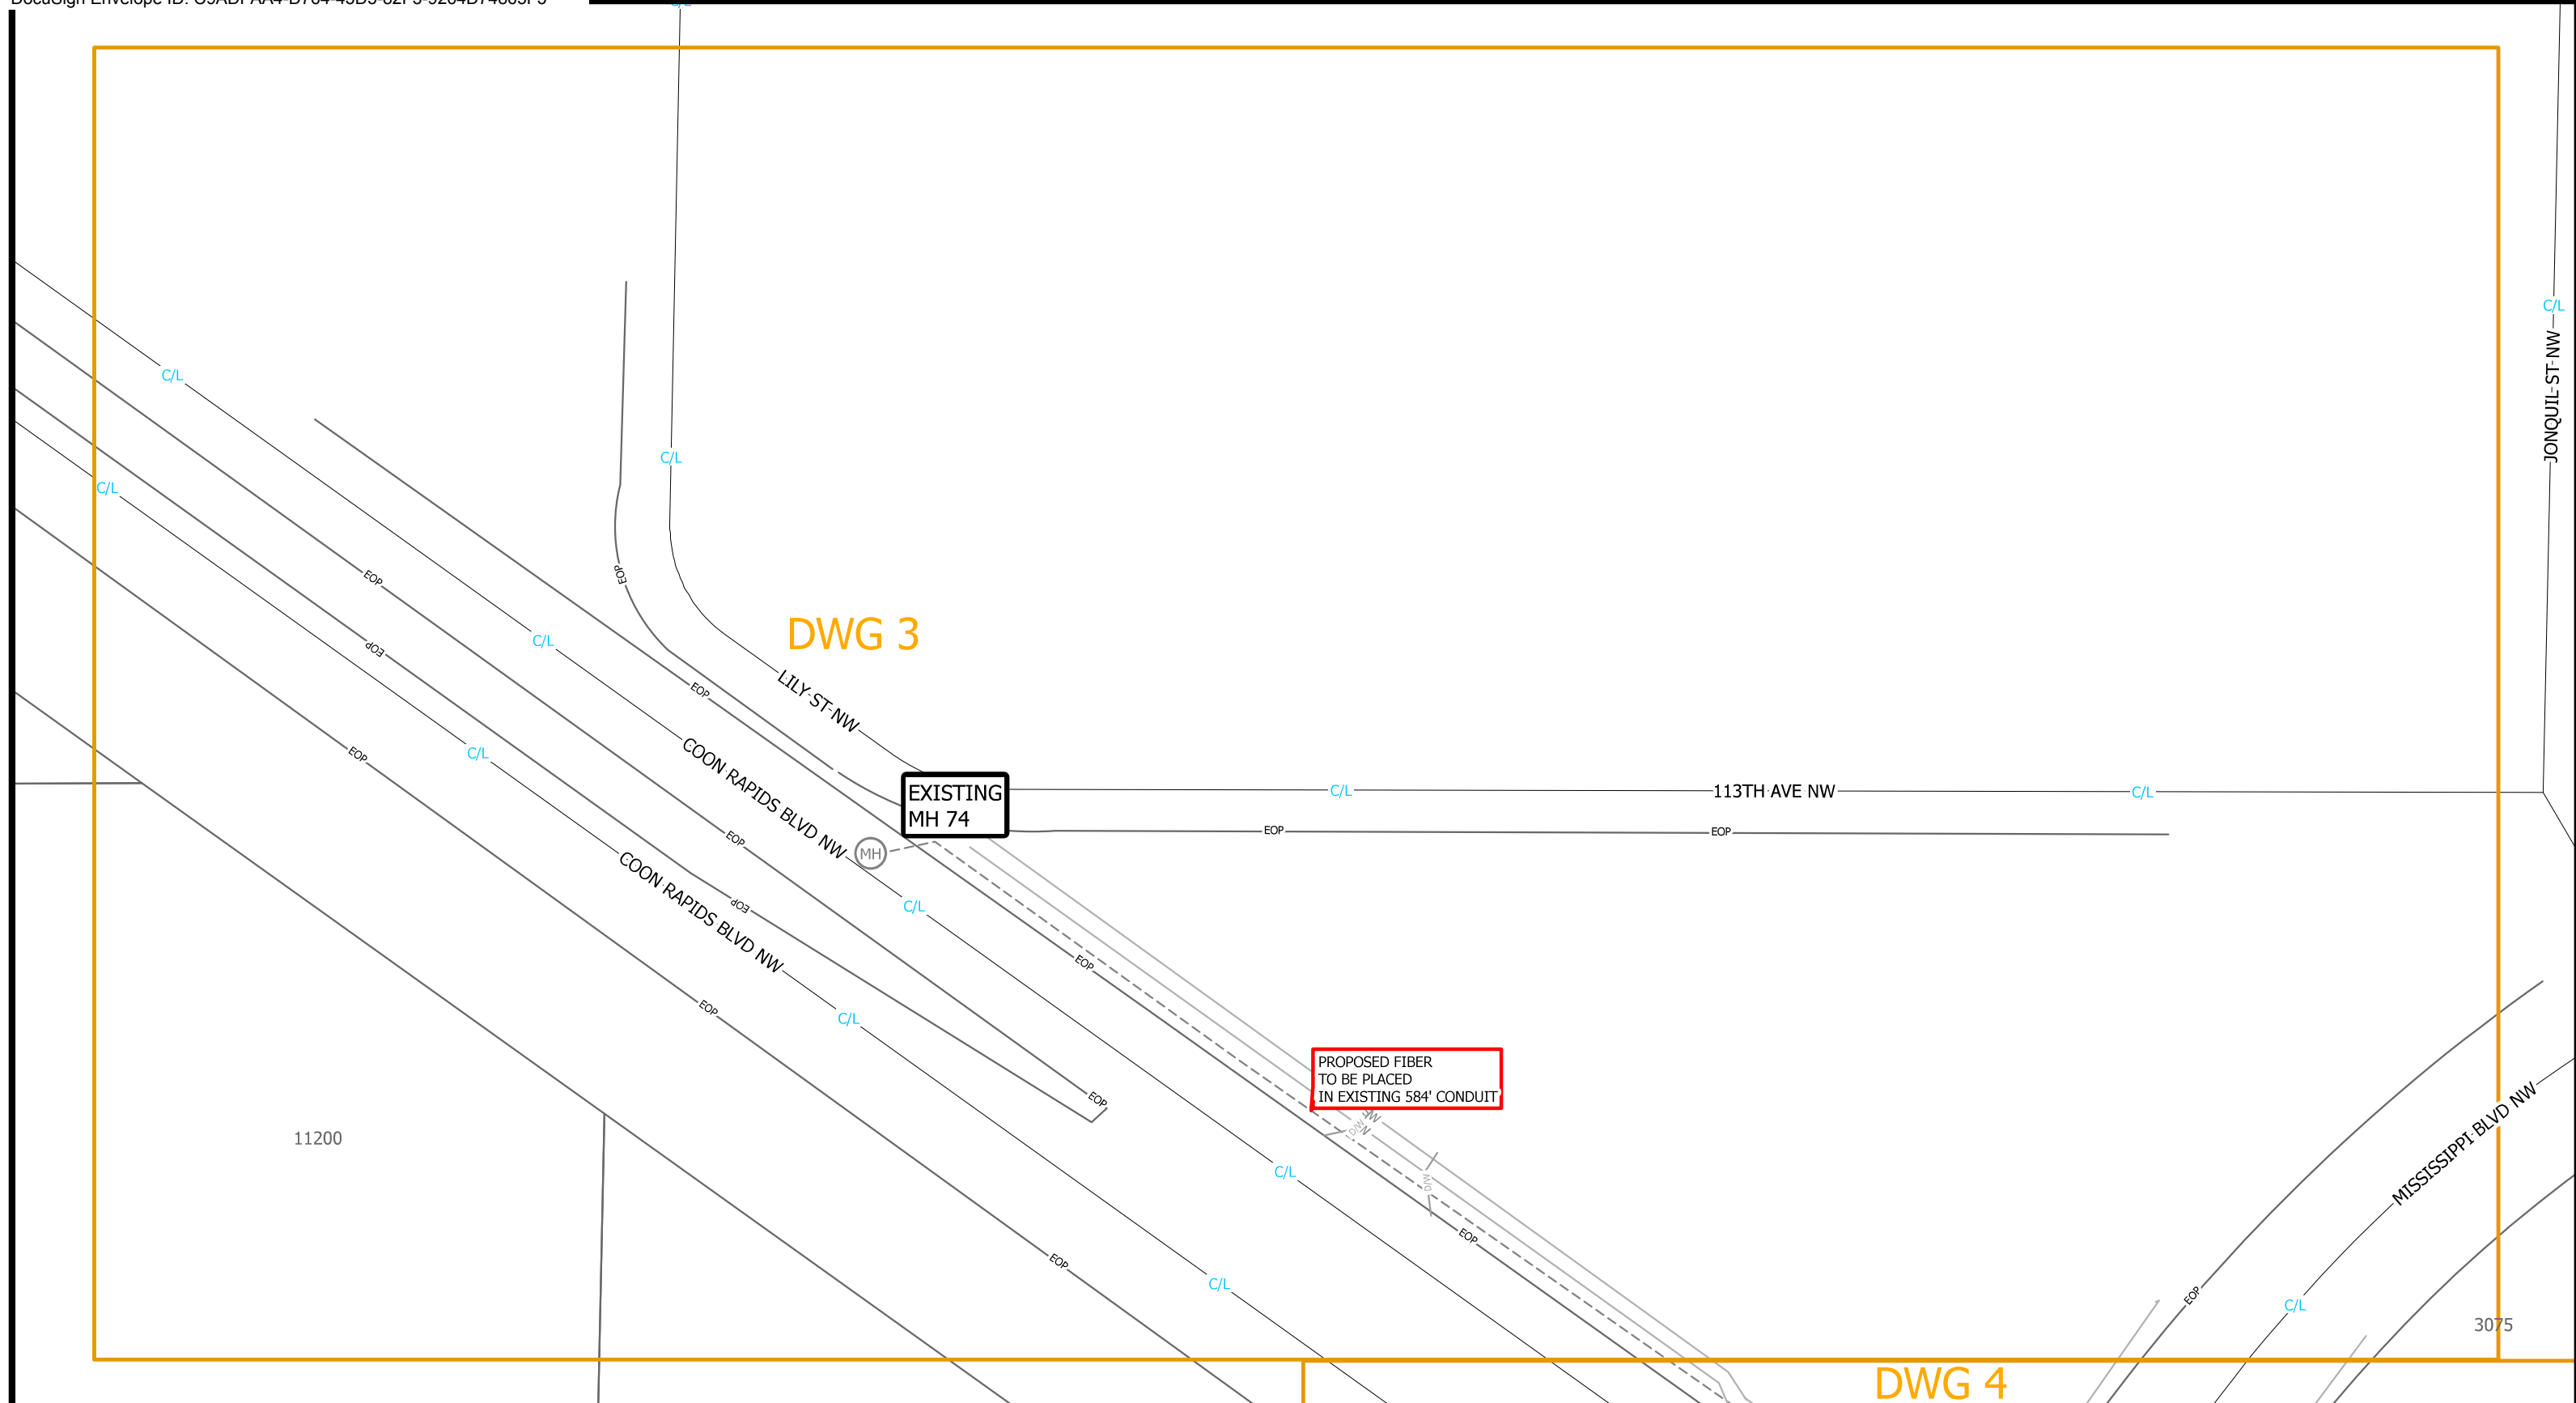 C/L
C/L
JONQUIL ST NW
C/L
C/L
C/L
EOP
EOP
DWG 3
C/L
EOP
EOP
LILY ST NW
EOP
C/L
COON RAPIDS BLVD NW
EXISTING
MH 74
C/L
113TH AVE NW
C/L
EOP
EOP
EOP
MH
COON RAPIDS BLVD NW
EOP
C/L
EOP
EOP
C/L
PROPOSED FIBER
TO BE PLACED
IN EXISTING 584' CONDUIT
EOP
D/W
MISSISSIPPI BLVD NW
11200
C/L
D/W
EOP
EOP
C/L
EOP
C/L
3075
DWG 4